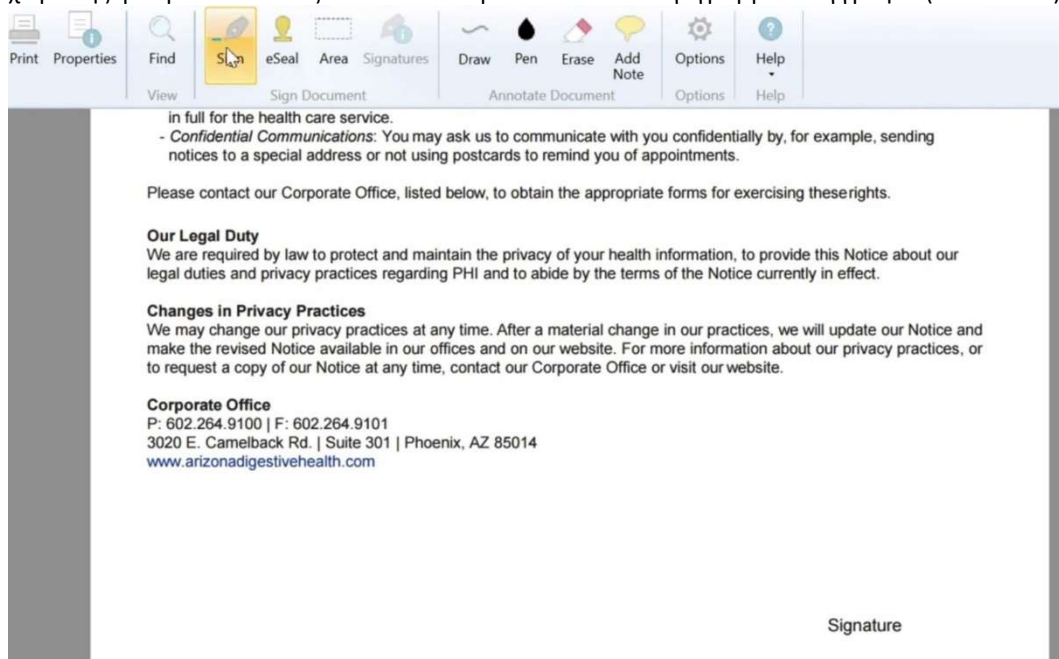 Print Properties Find Sign eSeal Area Signatures Draw Pen Erase Add Note Options Help
View Sign Document Annotate Document Options Help
in full for the health care service.
- Confidential Communications: You may ask us to communicate with you confidentially by, for example, sending
notices to a special address or not using postcards to remind you of appointments.
Please contact our Corporate Office, listed below, to obtain the appropriate forms for exercising theserights.
Our Legal Duty
We are required by law to protect and maintain the privacy of your health information, to provide this Notice about our
legal duties and privacy practices regarding PHI and to abide by the terms of the Notice currently in effect.
Changes in Privacy Practices
We may change our privacy practices at any time. After a material change in our practices, we will update our Notice and
make the revised Notice available in our offices and on our website. For more information about our privacy practices, or
to request a copy of our Notice at any time, contact our Corporate Office or visit our website.
Corporate Office
P: 602.264.9100 | F: 602.264.9101
3020 E. Camelback Rd. | Suite 301 | Phoenix, AZ 85014
www.arizonadigestivehealth.com
Signature